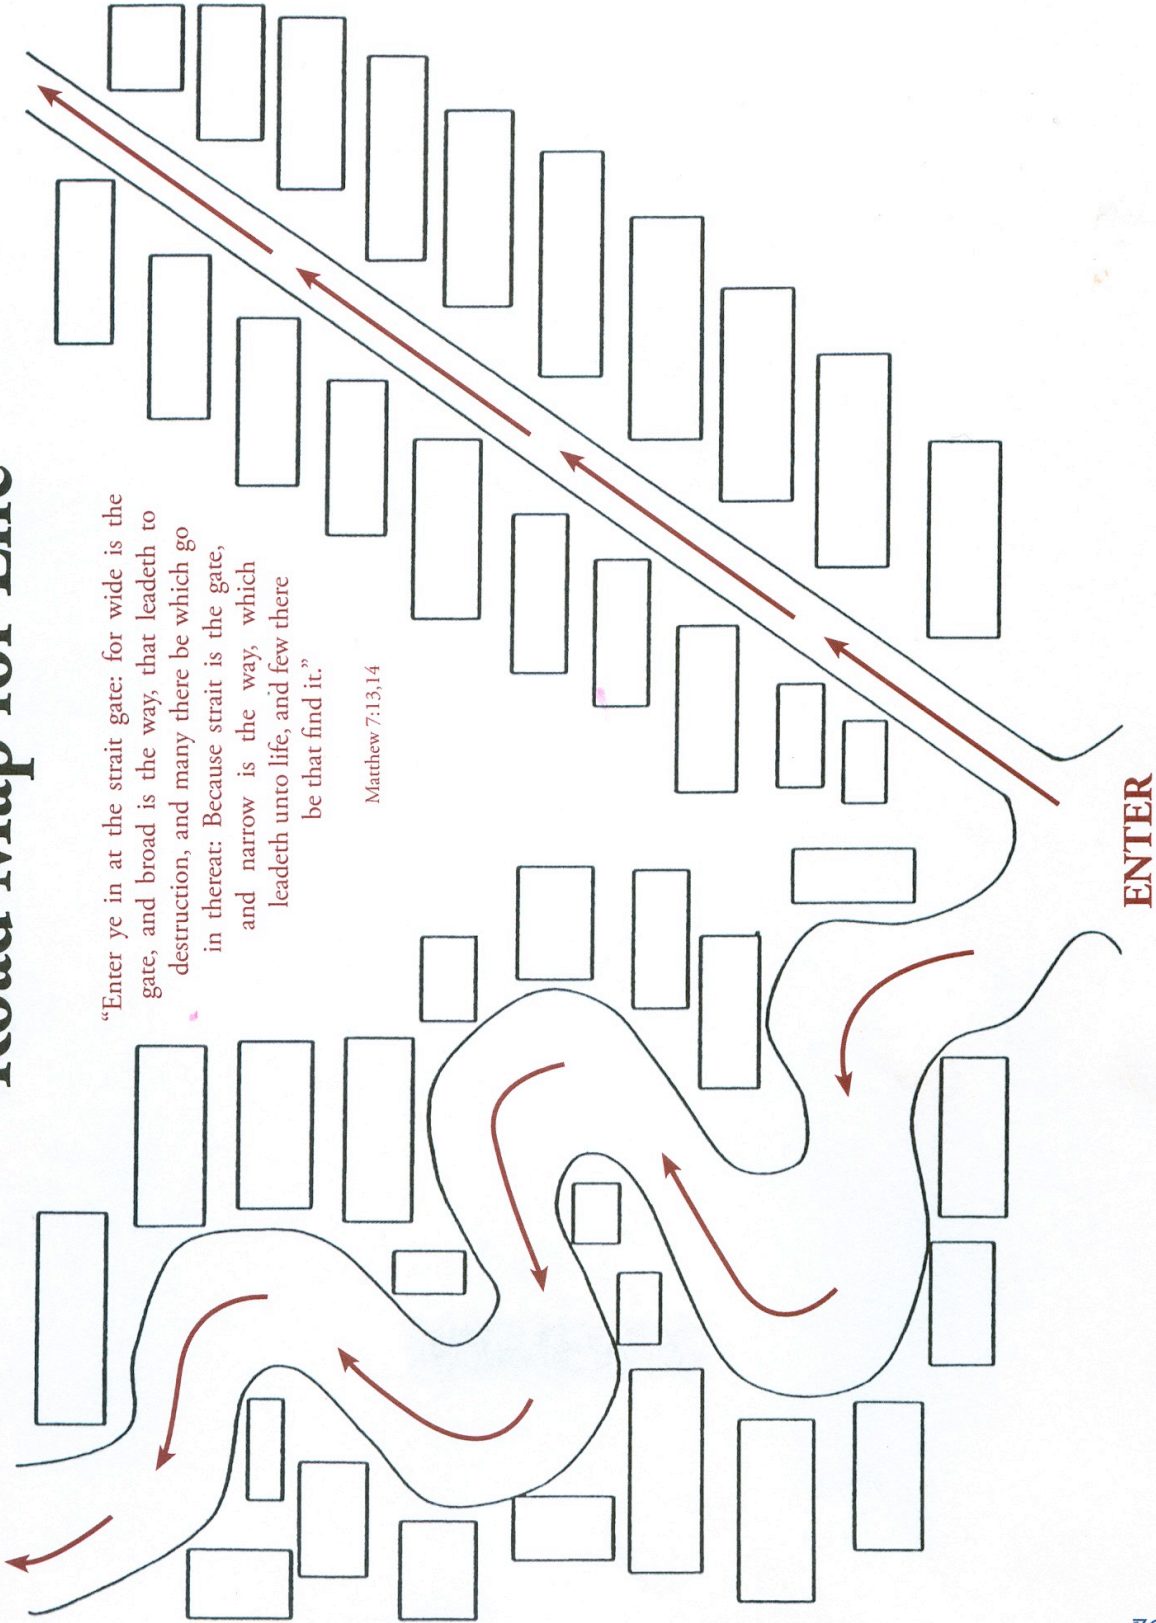 Road Map for Life
“Enter ye in at the strait gate: for wide is the
gate, and broad is the way, that leadeth to
destruction, and many there be which go
in thereat: Because strait is the gate,
and narrow is the way, which
leadeth unto life, and few there
be that find it.”
Matthew 7:13,14
ENTER